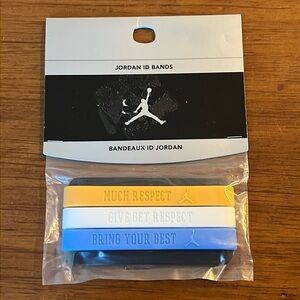 JORDAN ID BANDS
BANDEAUX ID JORDAN
MUCH RESPECT
GIVE GET RESPECT
BRING YOUR BEST